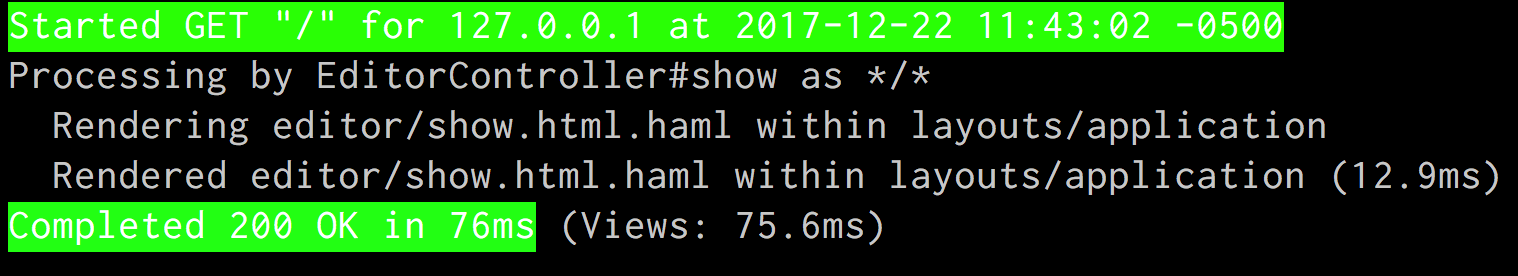 Started GET "/" for 127.0.0.1 at 2017-12-22 11:43:02 -0500
Processing by EditorController#show as */*
  Rendering editor/show.html.haml within layouts/application
  Rendered editor/show.html.haml within layouts/application (12.9ms)
Completed 200 OK in 76ms (Views: 75.6ms)